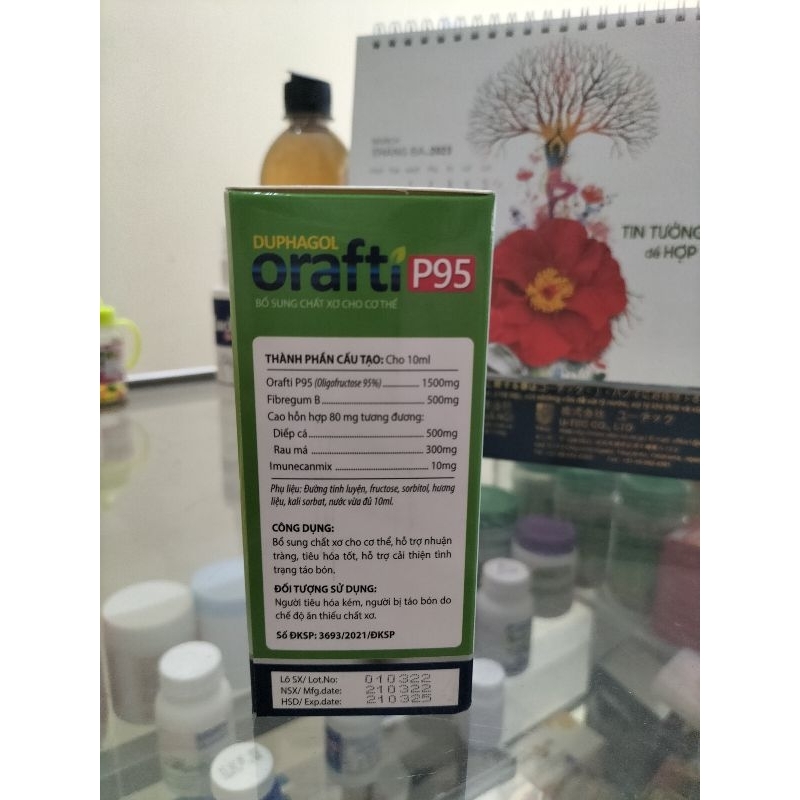 DUPHAGOL
orafti P95
BỔ SUNG CHẤT XƠ CHO CƠ THỂ
THÀNH PHẦN CẤU TẠO: Cho 10ml
Orafti P95 (Oligofructose 95%) 1500mg
Fibregum B 500mg
Cao hỗn hợp 80 mg tương đương:
Diếp cá 500mg
Rau má 300mg
Imunecanmix 10mg
Phụ liệu: Đường tinh luyện, fructose, sorbitol, hương
liệu, kali sorbat, nước vừa đủ 10ml.
CÔNG DỤNG:
Bổ sung chất xơ cho cơ thể, hỗ trợ nhuận
tràng, tiêu hóa tốt, hỗ trợ cải thiện tình
trạng táo bón.
ĐỐI TƯỢNG SỬ DỤNG:
Người tiêu hóa kém, người bị táo bón do
chế độ ăn thiếu chất xơ.
Số ĐKSP: 3693/2021/ĐKSP
Lô SX/ Lot.No: 010322
NSX/ Mfg.date: 210322
HSD/ Exp.date: 210325
TIN TƯỞNG
để HỢP